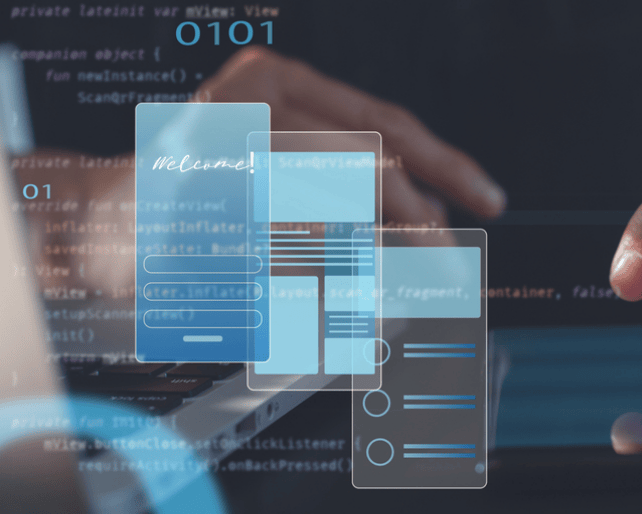 private lateinit var mView: View
0101
companion object {
fun newInstance() =
ScanQrFragment()
Welcome!
private lateinit : ScanQrViewModel
01
override fun onCreateView(
inflater: LayoutInflater, container: ViewGroup?,
savedInstanceState: Bundle
): View {
mView = inflater.inflate(R.layout.scan_qr_fragment, container, false)
setupScannerView()
init()
return mView
}
private fun init() {
mView.buttonClose.setOnClickListener {
requireActivity().onBackPressed()